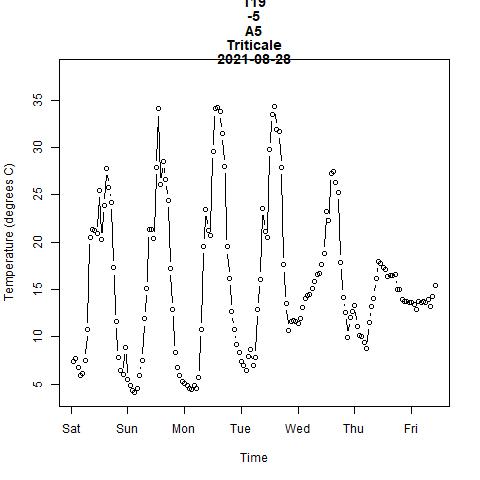 T19
-5
A5
Triticale
2021-08-28
Temperature (degrees C)
35
30
25
20
15
10
5
Sat Sun Mon Tue Wed Thu Fri
Time